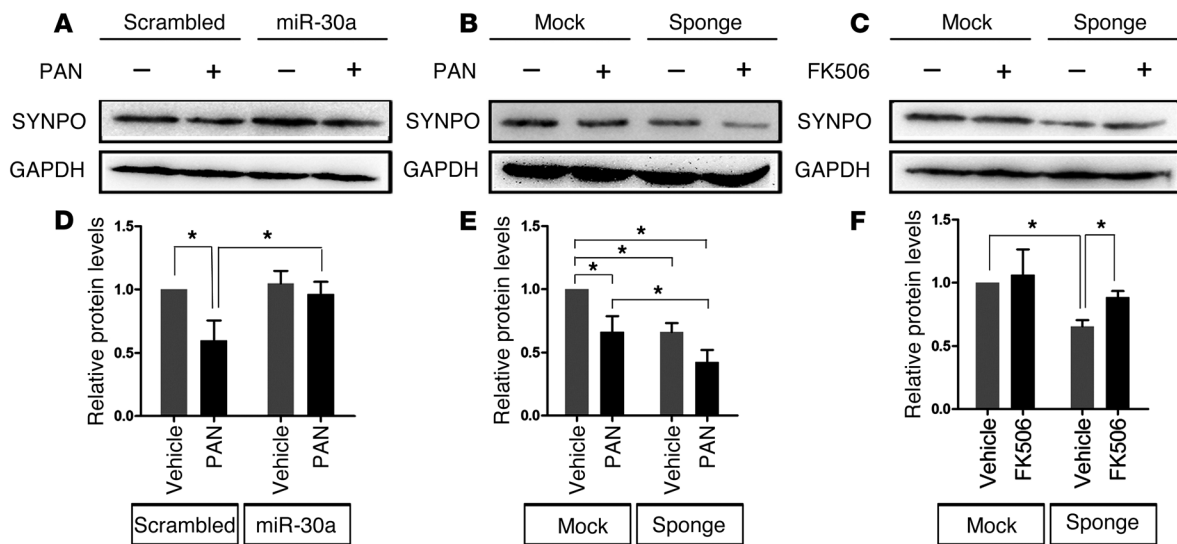 A Scrambled miR-30a
PAN − + − +
SYNPO
GAPDH
B Mock Sponge
PAN − + − +
SYNPO
GAPDH
C Mock Sponge
FK506 − + − +
SYNPO
GAPDH
D
Relative protein levels
1.5
1.0
0.5
0.0
* *
Vehicle PAN Vehicle PAN
Scrambled miR-30a
E
Relative protein levels
1.5
1.0
0.5
0.0
*
*
* *
Vehicle PAN Vehicle PAN
Mock Sponge
F
Relative protein levels
1.5
1.0
0.5
0.0
* *
Vehicle FK506 Vehicle FK506
Mock Sponge